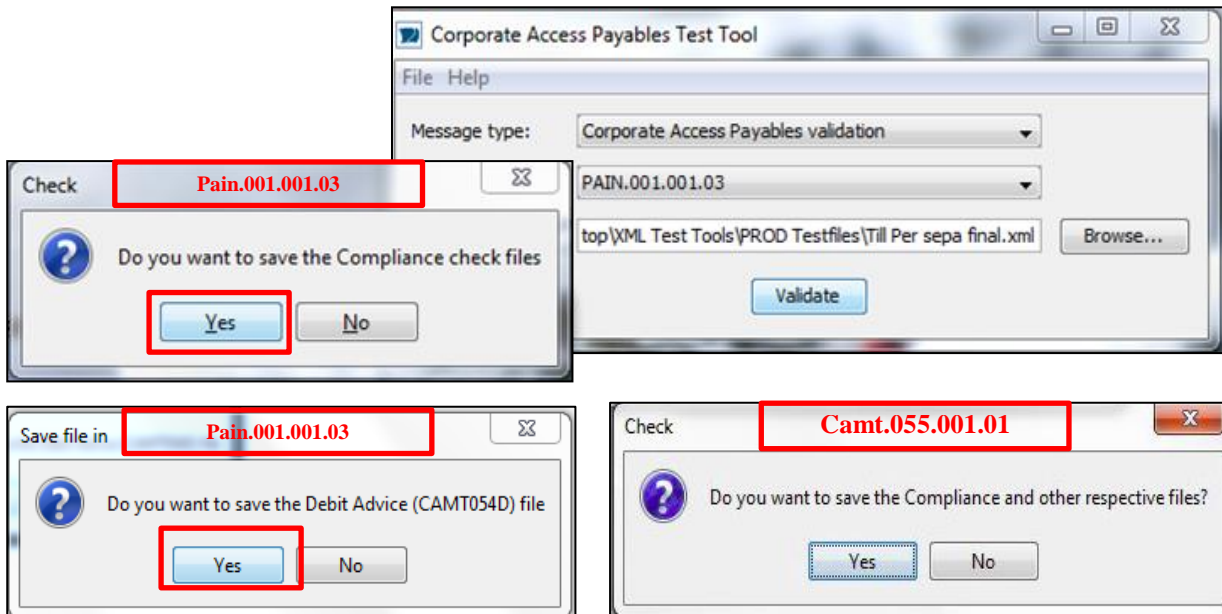 Corporate Access Payables Test Tool
File Help
Message type: Corporate Access Payables validation
PAIN.001.001.03
top\XML Test Tools\PROD Testfiles\Till Per sepa final.xml Browse...
Validate
Check Pain.001.001.03
Do you want to save the Compliance check files
Yes No
Save file in Pain.001.001.03
Do you want to save the Debit Advice (CAMT054D) file
Yes No
Check Camt.055.001.01
Do you want to save the Compliance and other respective files?
Yes No